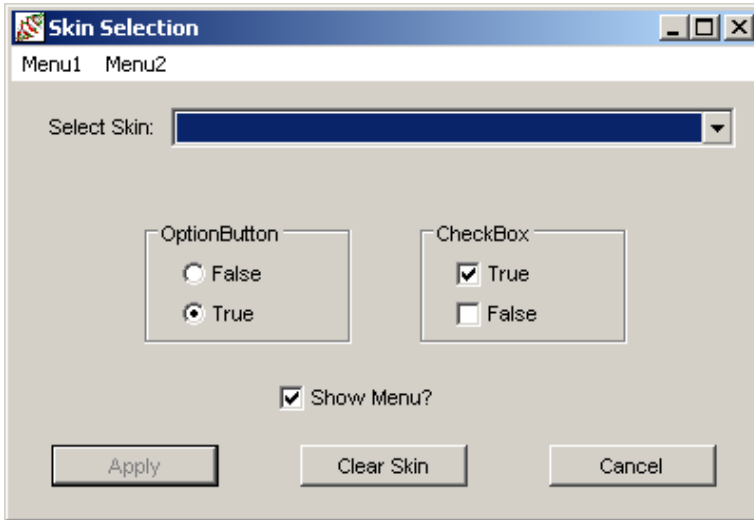 Skin Selection
Menu1 Menu2
Select Skin:
OptionButton CheckBox
False True
True False
Show Menu?
Apply Clear Skin Cancel